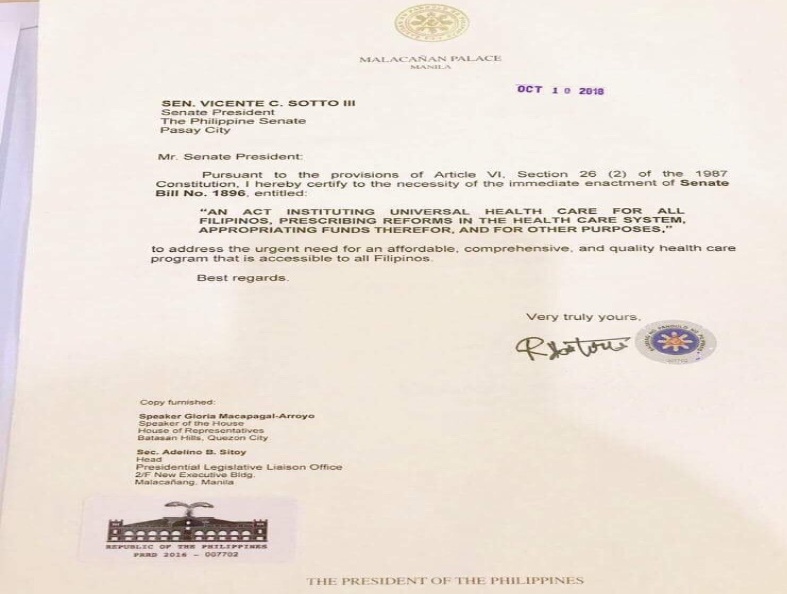 MALACAÑAN PALACE
MANILA
OCT 10 2018
SEN. VICENTE C. SOTTO III
Senate President
The Philippine Senate
Pasay City
Mr. Senate President:
Pursuant to the provisions of Article VI, Section 26 (2) of the 1987
Constitution, I hereby certify to the necessity of the immediate enactment of Senate
Bill No. 1896, entitled:
"AN ACT INSTITUTING UNIVERSAL HEALTH CARE FOR ALL
FILIPINOS, PRESCRIBING REFORMS IN THE HEALTH CARE SYSTEM,
APPROPRIATING FUNDS THEREFOR, AND FOR OTHER PURPOSES,"
to address the urgent need for an affordable, comprehensive, and quality health care
program that is accessible to all Filipinos.
Best regards.
Very truly yours,
Copy furnished:
Speaker Gloria Macapagal-Arroyo
Speaker of the House
House of Representatives
Batasan Hills, Quezon City
Sec. Adelino B. Sitoy
Head
Presidential Legislative Liaison Office
2/F New Executive Bldg.
Malacañang, Manila
REPUBLIC OF THE PHILIPPINES
PRRD 2016 - 007702
THE PRESIDENT OF THE PHILIPPINES